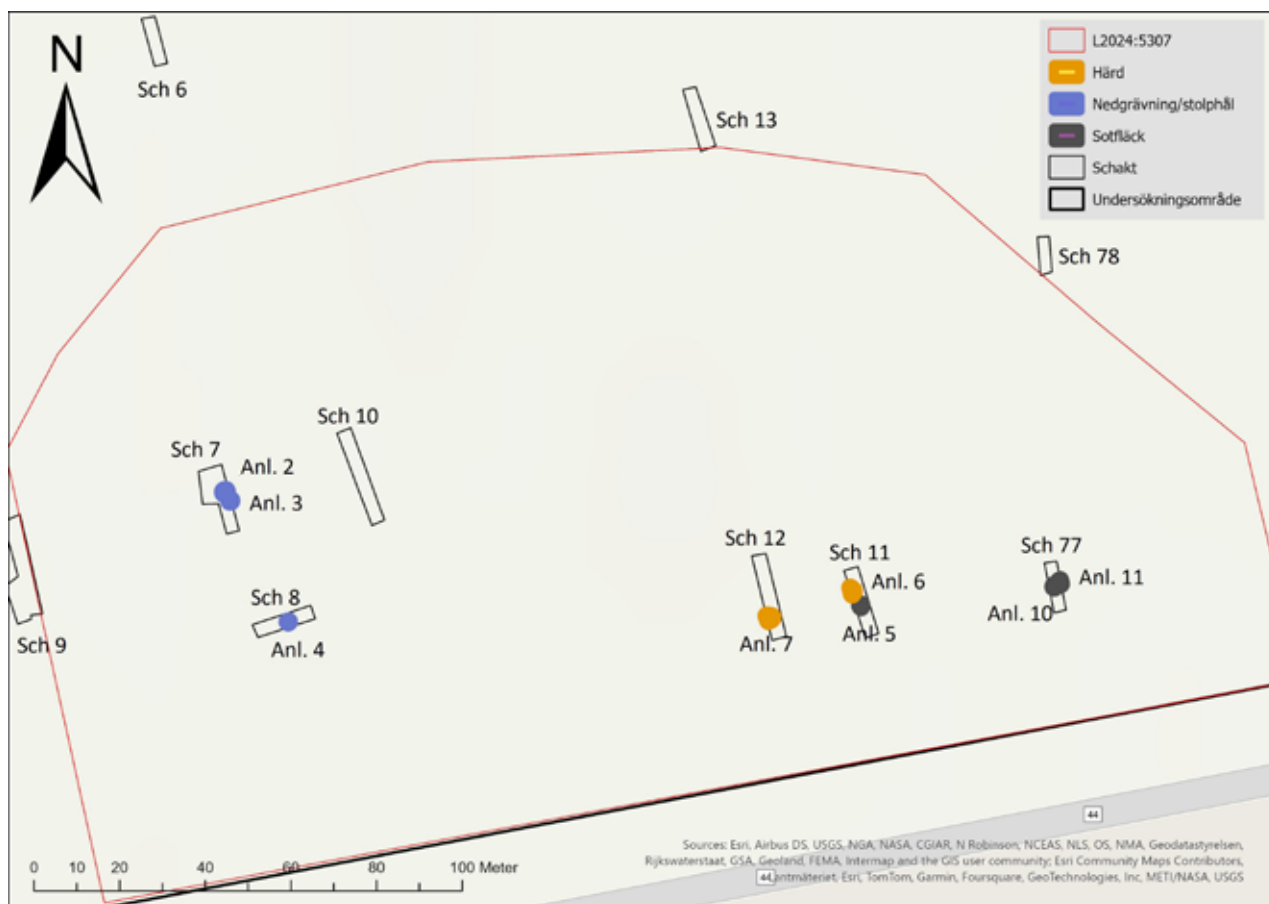 N
Sch 6
Sch 13
Sch 78
L2024:5307
Härd
Nedgrävning/stolphål
Sotfläck
Schakt
Undersökningsområde
Sch 10
Sch 7
Anl. 2
Anl. 3
Sch 8
Anl. 4
Sch 9
Sch 12
Anl. 7
Sch 11
Anl. 6
Anl. 5
Sch 77
Anl. 11
Anl. 10
44
44
0 20 40 60 80 100 Meter
Sources: Esri, Airbus DS, USGS, NGA, NASA, CGIAR, N Robinson, NCEAS, NLS, OS, NMA, Geodatastyrelsen,
Rijkswaterstaat, GSA, Geoland, FEMA, Intermap and the GIS user community; Esri Community Maps Contributors,
antmäteriet, Esri, TomTom, Garmin, Foursquare, GeoTechnologies, Inc, METI/NASA, USGS